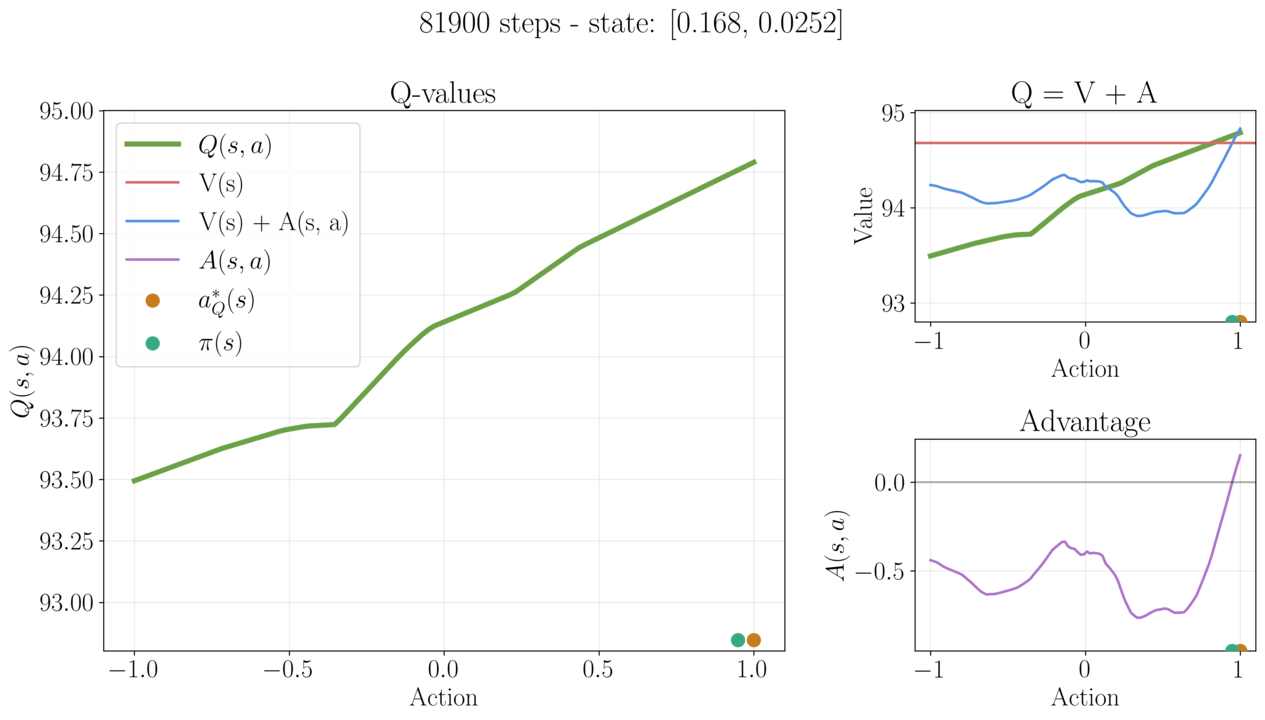 81900 steps - state: [0.168, 0.0252]
Q-values
95.00
94.75
94.50
94.25
94.00
93.75
93.50
93.25
93.00
Q(s, a)
−1.0
−0.5
0.0
0.5
1.0
Action
Q(s, a)
V(s)
V(s) + A(s, a)
A(s, a)
a*Q(s)
π(s)
Q = V + A
95
94
93
Value
−1
0
1
Action
Advantage
0.0
−0.5
A(s, a)
−1
0
1
Action